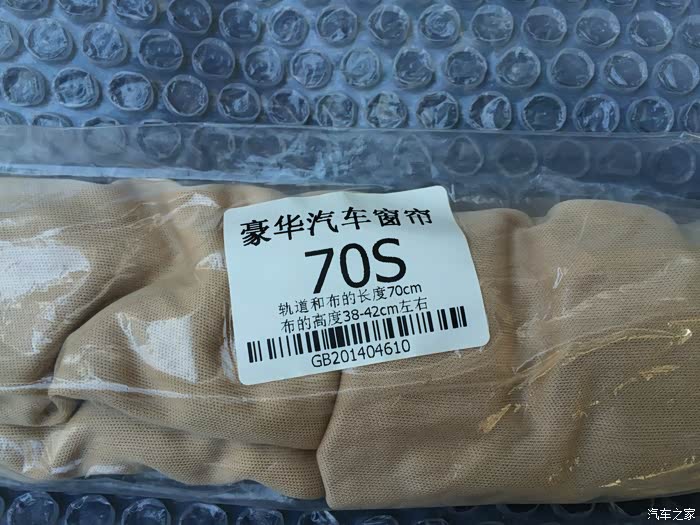 豪华汽车窗帘
70S
轨道和布的长度70cm
布的高度38-42cm左右
GB201404610
汽车之家